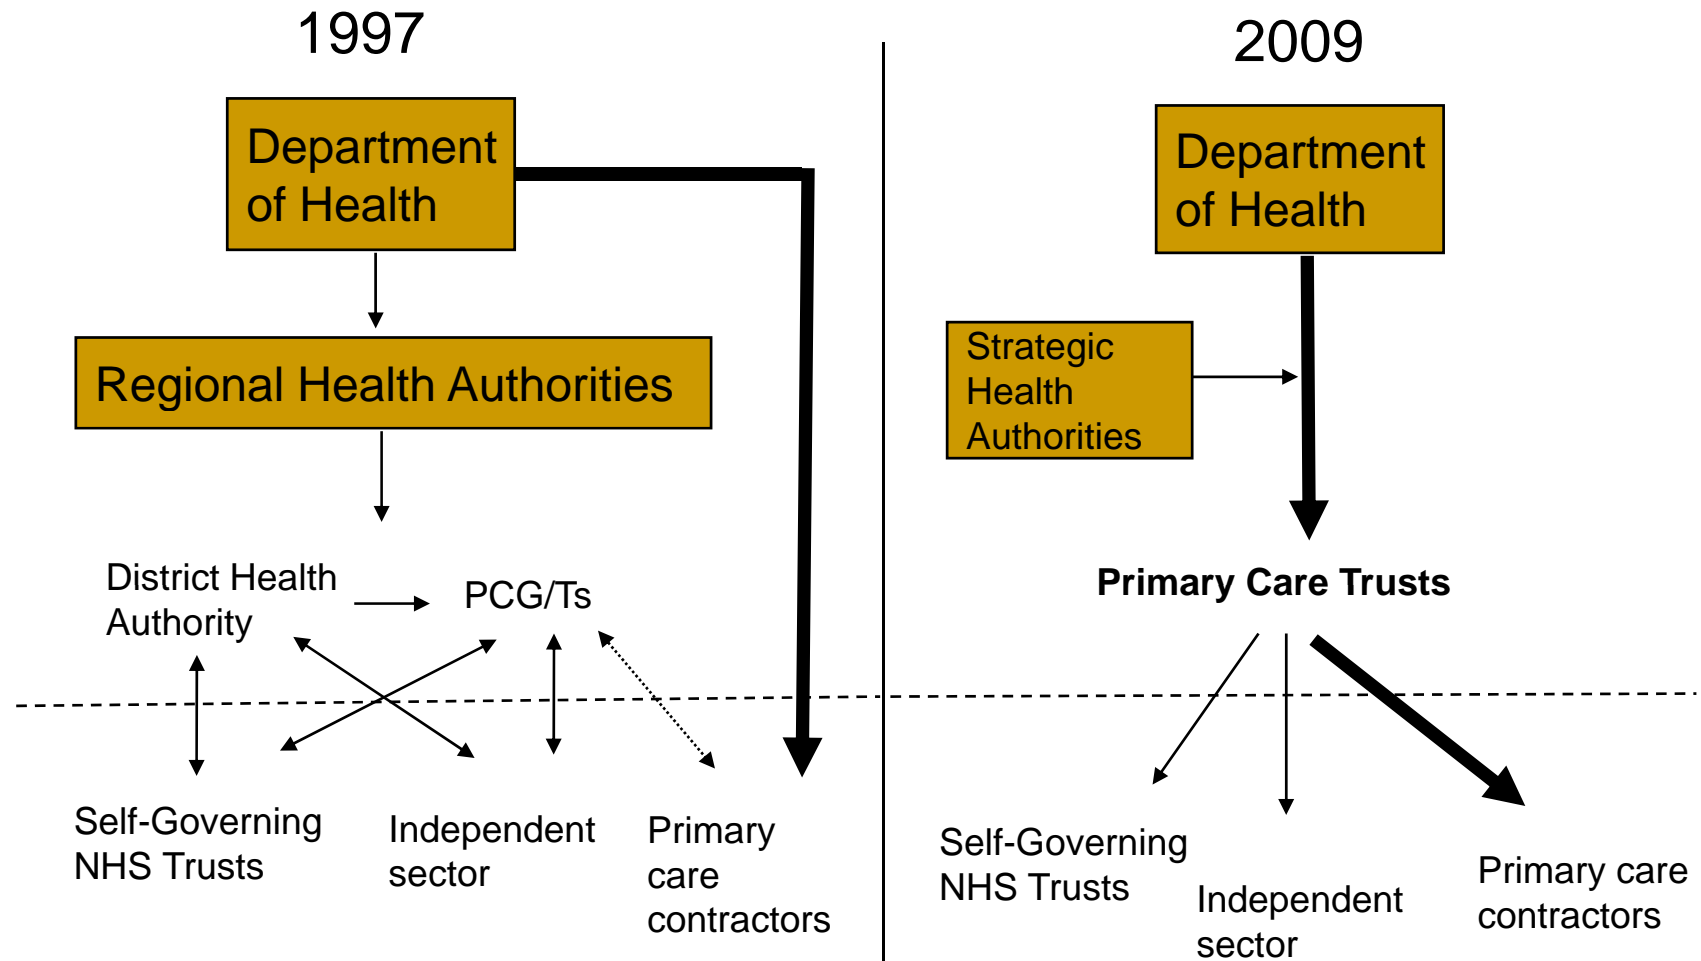 1997
Department
of Health
Regional Health Authorities
District Health
Authority
PCG/Ts
Self-Governing
NHS Trusts
Independent
sector
Primary
care
contractors
2009
Department
of Health
Strategic
Health
Authorities
Primary Care Trusts
Self-Governing
NHS Trusts
Independent
sector
Primary care
contractors